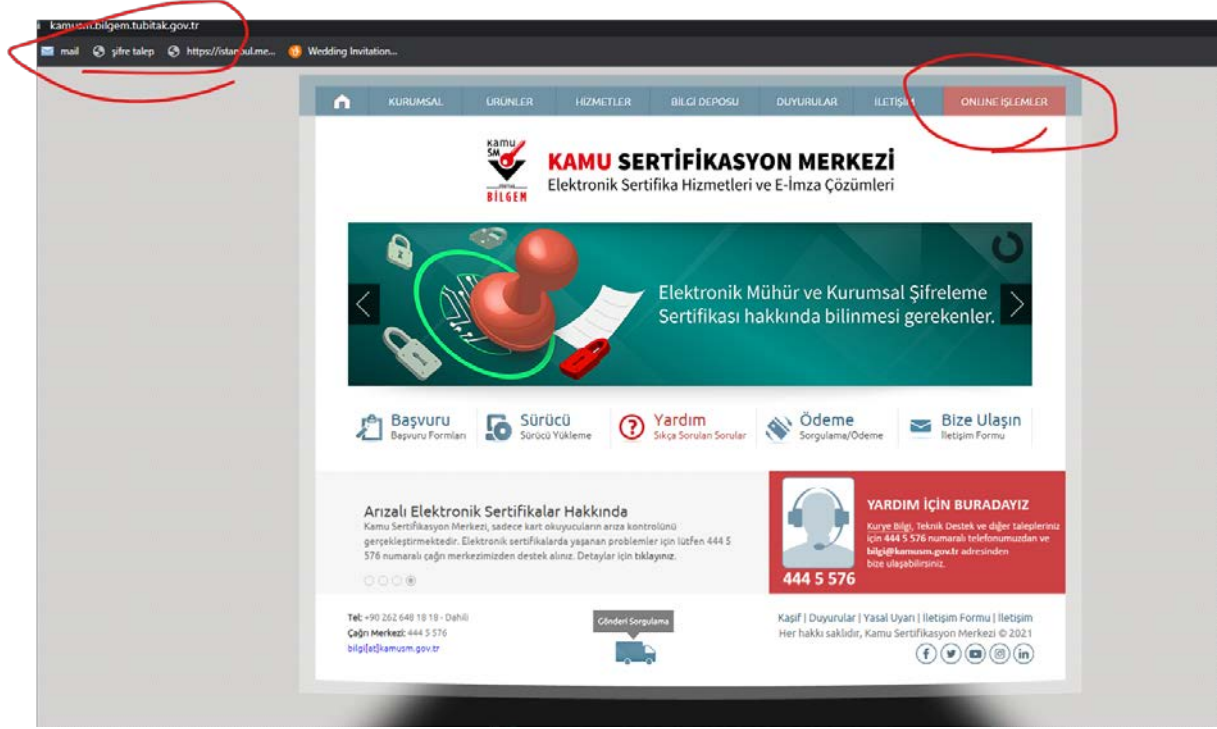 kamusm.bilgem.tubitak.gov.tr
mail şifre talep https://istanbul.me... Wedding Invitation...
KURUMSAL ÜRÜNLER HİZMETLER BİLGİ DEPOSU DUYURULAR İLETİŞİM ONLINE İŞLEMLER
Kamu
SM
BİLGEM
KAMU SERTİFİKASYON MERKEZİ
Elektronik Sertifika Hizmetleri ve E-İmza Çözümleri
Elektronik Mühür ve Kurumsal Şifreleme
Sertifikası hakkında bilinmesi gerekenler.
Başvuru
Başvuru Formları
Sürücü
Sürücü Yükleme
Yardım
Sıkça Sorulan Sorular
Ödeme
Sorgulama/Ödeme
Bize Ulaşın
İletişim Formu
Arızalı Elektronik Sertifikalar Hakkında
Kamu Sertifikasyon Merkezi, sadece kart okuyucuların arıza kontrolünü
gerçekleştirmektedir. Elektronik sertifikalarda yaşanan problemler için lütfen 444 5
576 numaralı çağrı merkezimizden destek alınız. Detaylar için tıklayınız.
YARDIM İÇİN BURADAYIZ
Kurye Bilgi, Teknik Destek ve diğer talepleriniz
için 444 5 576 numaralı telefonumuzdan ve
bilgi@kamusm.gov.tr adresinden
bize ulaşabilirsiniz.
444 5 576
Tel: +90 262 648 18 18 - Dahili
Çağrı Merkezi: 444 5 576
bilgi[at]kamusm.gov.tr
Gönderi Sorgulama
Kaşif | Duyurular | Yasal Uyarı | İletişim Formu | İletişim
Her hakkı saklıdır, Kamu Sertifikasyon Merkezi © 2021